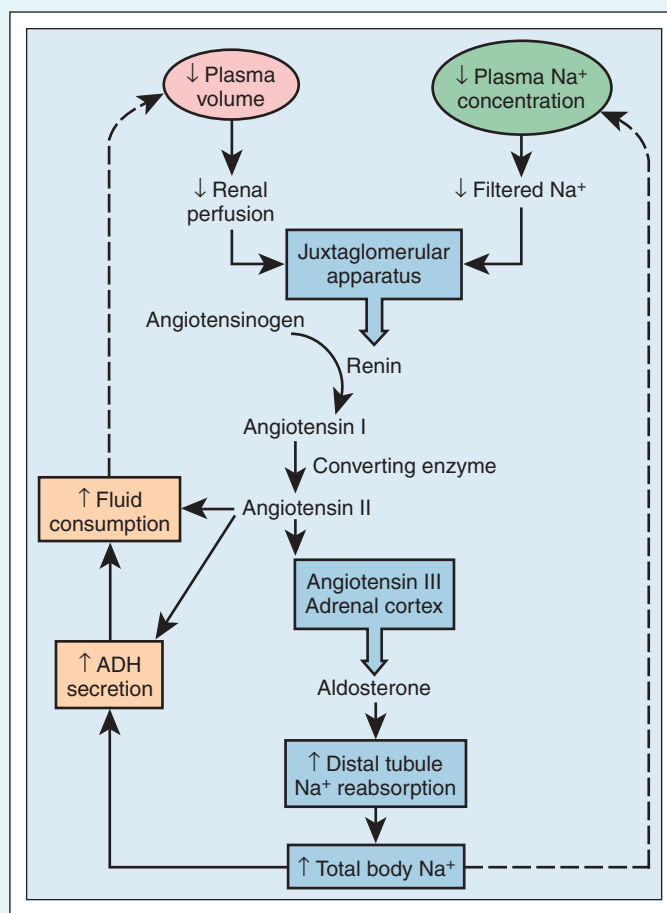 ↓ Plasma
volume
↓ Plasma Na⁺
concentration
↓ Renal
perfusion
↓ Filtered Na⁺
Juxtaglomerular
apparatus
Angiotensinogen
Renin
Angiotensin I
Converting enzyme
↑ Fluid
consumption
Angiotensin II
Angiotensin III
Adrenal cortex
↑ ADH
secretion
Aldosterone
↑ Distal tubule
Na⁺ reabsorption
↑ Total body Na⁺